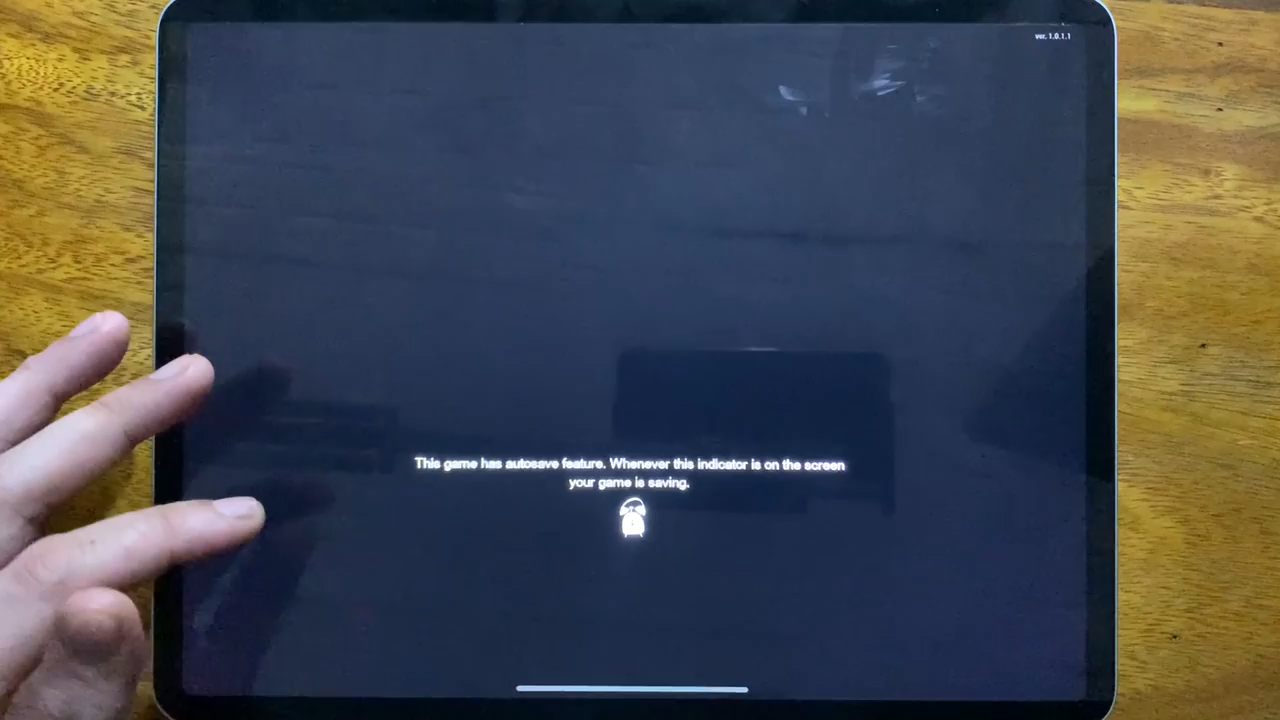 ver. 1.0.1.1
This game has autosave feature. Whenever this indicator is on the screen
your game is saving.